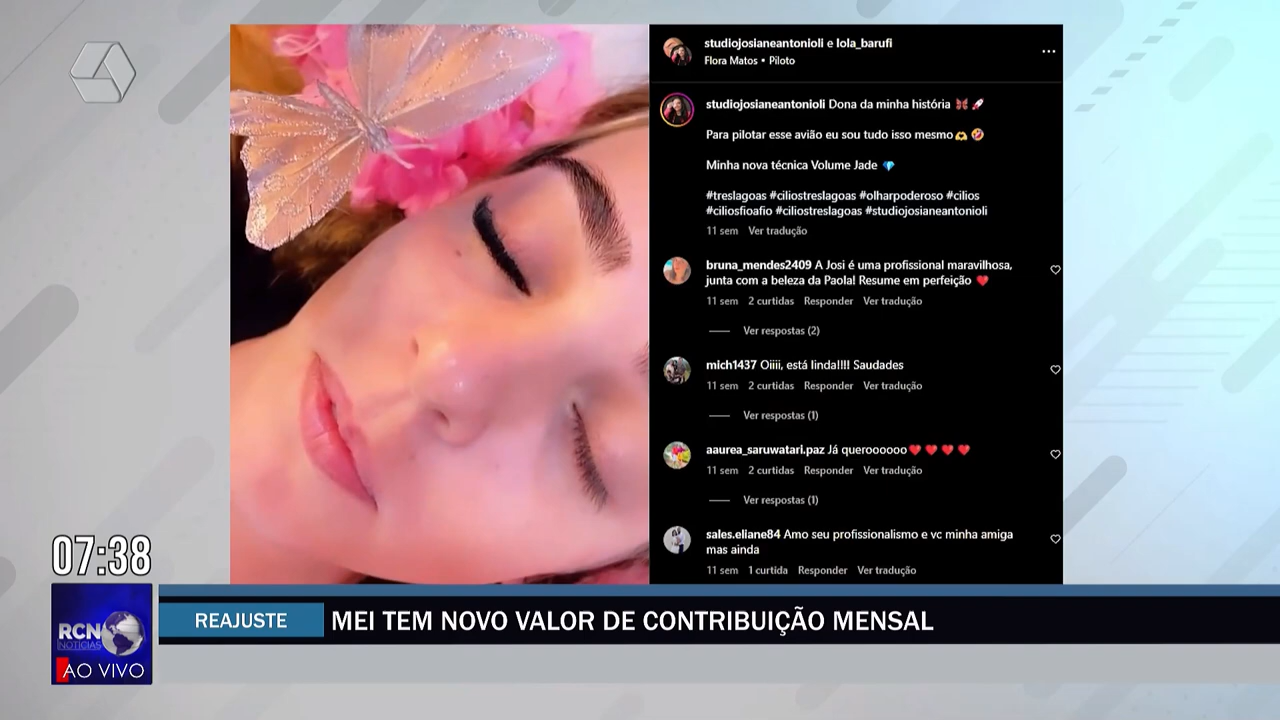 studiojosianeantonioli e lola_barufi
Flora Matos • Piloto
studiojosianeantonioli Dona da minha história 🦋 🚀
Para pilotar esse avião eu sou tudo isso mesmo🫶 🤣
Minha nova técnica Volume Jade 💎
#treslagoas #ciliostreslagoas #olharpoderoso #cilios
#ciliosfioafio #ciliostreslagoas #studiojosianeantonioli
11 sem Ver tradução
bruna_mendes2409 A Josi é uma profissional maravilhosa,
junta com a beleza da Paola! Resume em perfeição ❤️
11 sem 2 curtidas Responder Ver tradução
Ver respostas (2)
mich1437 Oiiii, está linda!!!! Saudades
11 sem 2 curtidas Responder Ver tradução
Ver respostas (1)
aaurea_saruwatari.paz Já queroooooo❤️ ❤️ ❤️ ❤️
11 sem 2 curtidas Responder Ver tradução
Ver respostas (1)
sales.eliane84 Amo seu profissionalismo e vc minha amiga
mas ainda
11 sem 1 curtida Responder Ver tradução
07:38
RCN
NOTÍCIAS
AO VIVO
REAJUSTE
MEI TEM NOVO VALOR DE CONTRIBUIÇÃO MENSAL